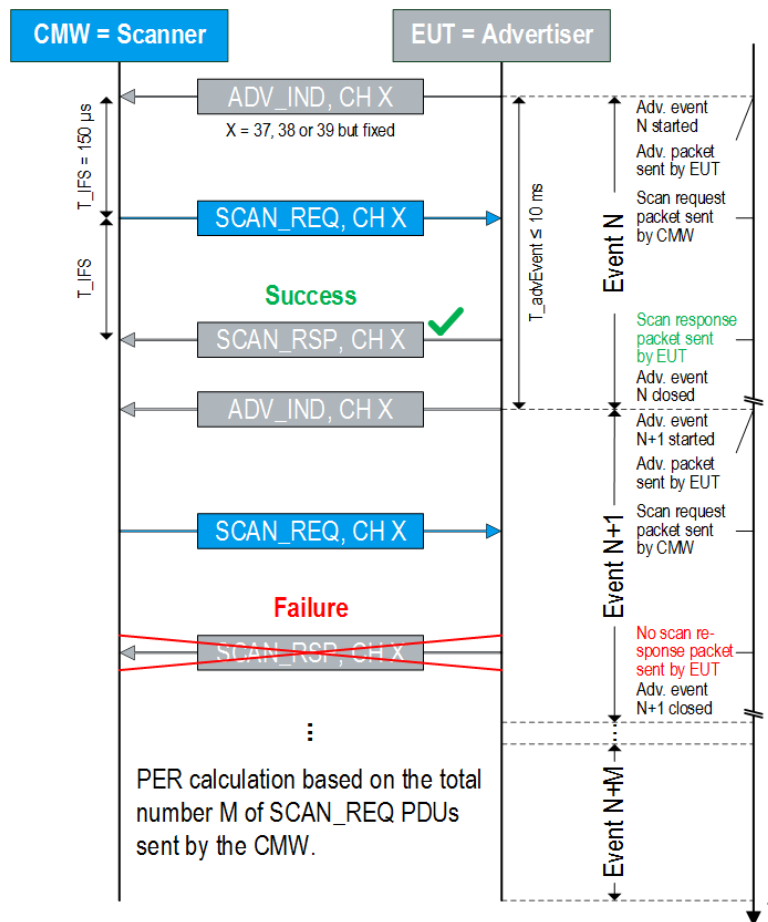 CMW = Scanner
EUT = Advertiser
ADV_IND, CH X
X = 37, 38 or 39 but fixed
T_IFS = 150 µs
Adv. event
N started
Adv. packet
sent by EUT
SCAN_REQ, CH X
Scan request
packet sent
by CMW
Event N
T_advEvent ≤ 10 ms
T_IFS
Success
SCAN_RSP, CH X
Scan response
packet sent
by EUT
Adv. event
N closed
ADV_IND, CH X
Adv. event
N+1 started
Adv. packet
sent by EUT
SCAN_REQ, CH X
Scan request
packet sent
by CMW
Event N+1
Failure
SCAN_RSP, CH X
No scan re-
sponse packet
sent by EUT
Adv. event
N+1 closed
...
...
PER calculation based on the total
number M of SCAN_REQ PDUs
sent by the CMW.
Event N+M